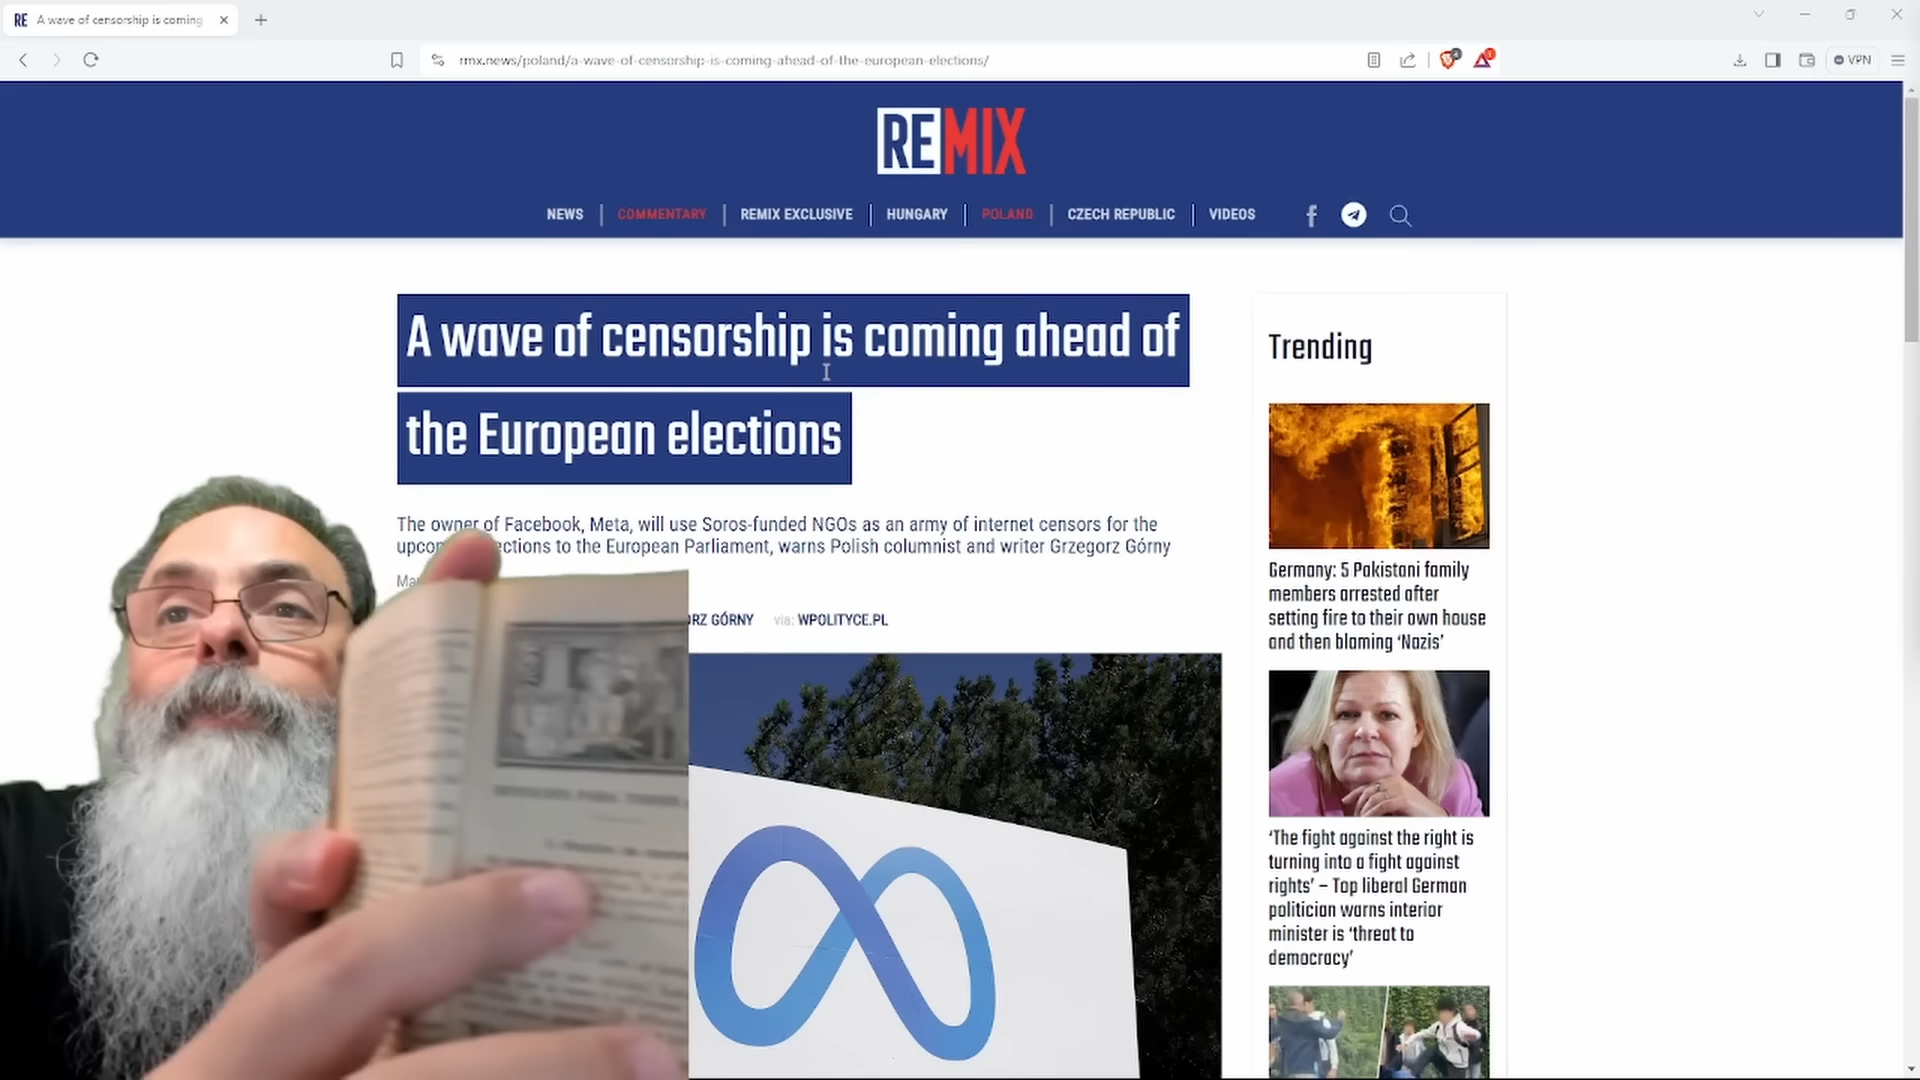 RE A wave of censorship is coming
rmx.news/poland/a-wave-of-censorship-is-coming-ahead-of-the-european-elections/
VPN
REMIX
NEWS | COMMENTARY | REMIX EXCLUSIVE | HUNGARY | POLAND | CZECH REPUBLIC | VIDEOS
A wave of censorship is coming ahead of
the European elections
The owner of Facebook, Meta, will use Soros-funded NGOs as an army of internet censors for the
elections to the European Parliament, warns Polish columnist and writer Grzegorz Górny
GÓRNY via: WPOLITYCE.PL
Trending
Germany: 5 Pakistani family
members arrested after
setting fire to their own house
and then blaming ‘Nazis’
‘The fight against the right is
turning into a fight against
rights’ – Top liberal German
politician warns interior
minister is ‘threat to
democracy’